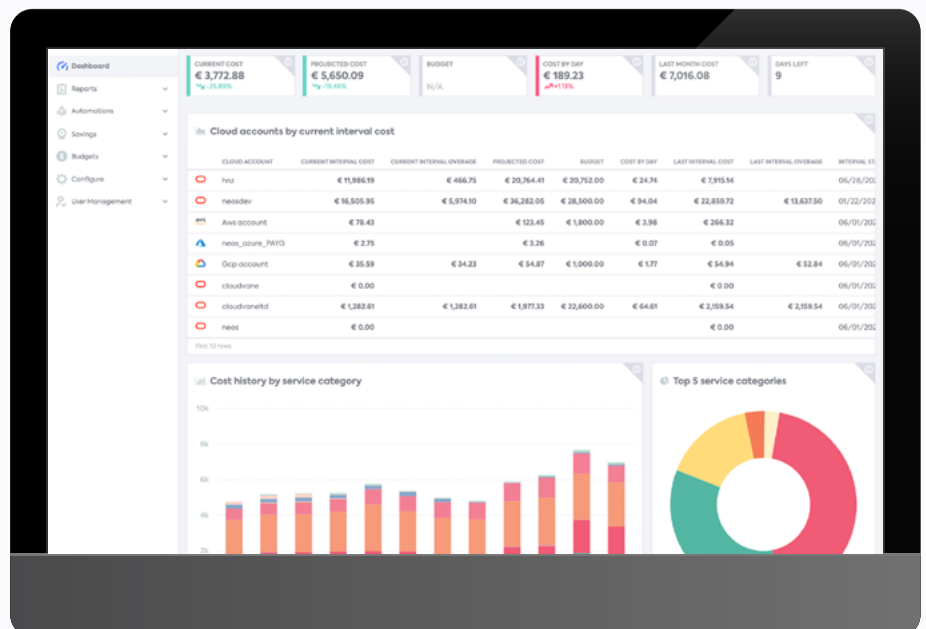 Dashboard
Reports
Automations
Savings
Budgets
Configure
User Management
CURRENT COST
€ 3,772.88
-25.89%
PROJECTED COST
€ 5,650.09
-19.46%
BUDGET
N/A
COST BY DAY
€ 189.23
+1.13%
LAST MONTH COST
€ 7,016.08
DAYS LEFT
9
Cloud accounts by current interval cost
CLOUD ACCOUNT CURRENT INTERVAL COST CURRENT INTERVAL OVERAGE PROJECTED COST BUDGET COST BY DAY LAST INTERVAL COST LAST INTERVAL OVERAGE INTERVAL ST
hnz € 11,986.19 € 466.75 € 20,764.41 € 20,752.00 € 24.74 € 7,915.14 06/28/202
neosdev € 16,505.95 € 5,974.10 € 36,282.05 € 28,500.00 € 94.04 € 22,859.72 € 13,637.50 01/22/202
aws Aws account € 78.43 € 123.45 € 1,800.00 € 3.98 € 266.32 06/01/202
neos_azure_PAYG € 2.75 € 3.26 € 0.07 € 0.05 06/01/202
Gcp account € 35.59 € 34.23 € 54.87 € 1,000.00 € 1.77 € 54.94 € 52.84 06/01/202
cloudvane € 0.00 € 0.00 06/01/202
cloudvaneltd € 1,282.61 € 1,282.61 € 1,977.33 € 22,600.00 € 64.61 € 2,159.54 € 2,159.54 06/01/202
neos € 0.00 € 0.00 06/01/202
First 10 rows
Cost history by service category
10k
8k
6k
4k
2k
Top 5 service categories